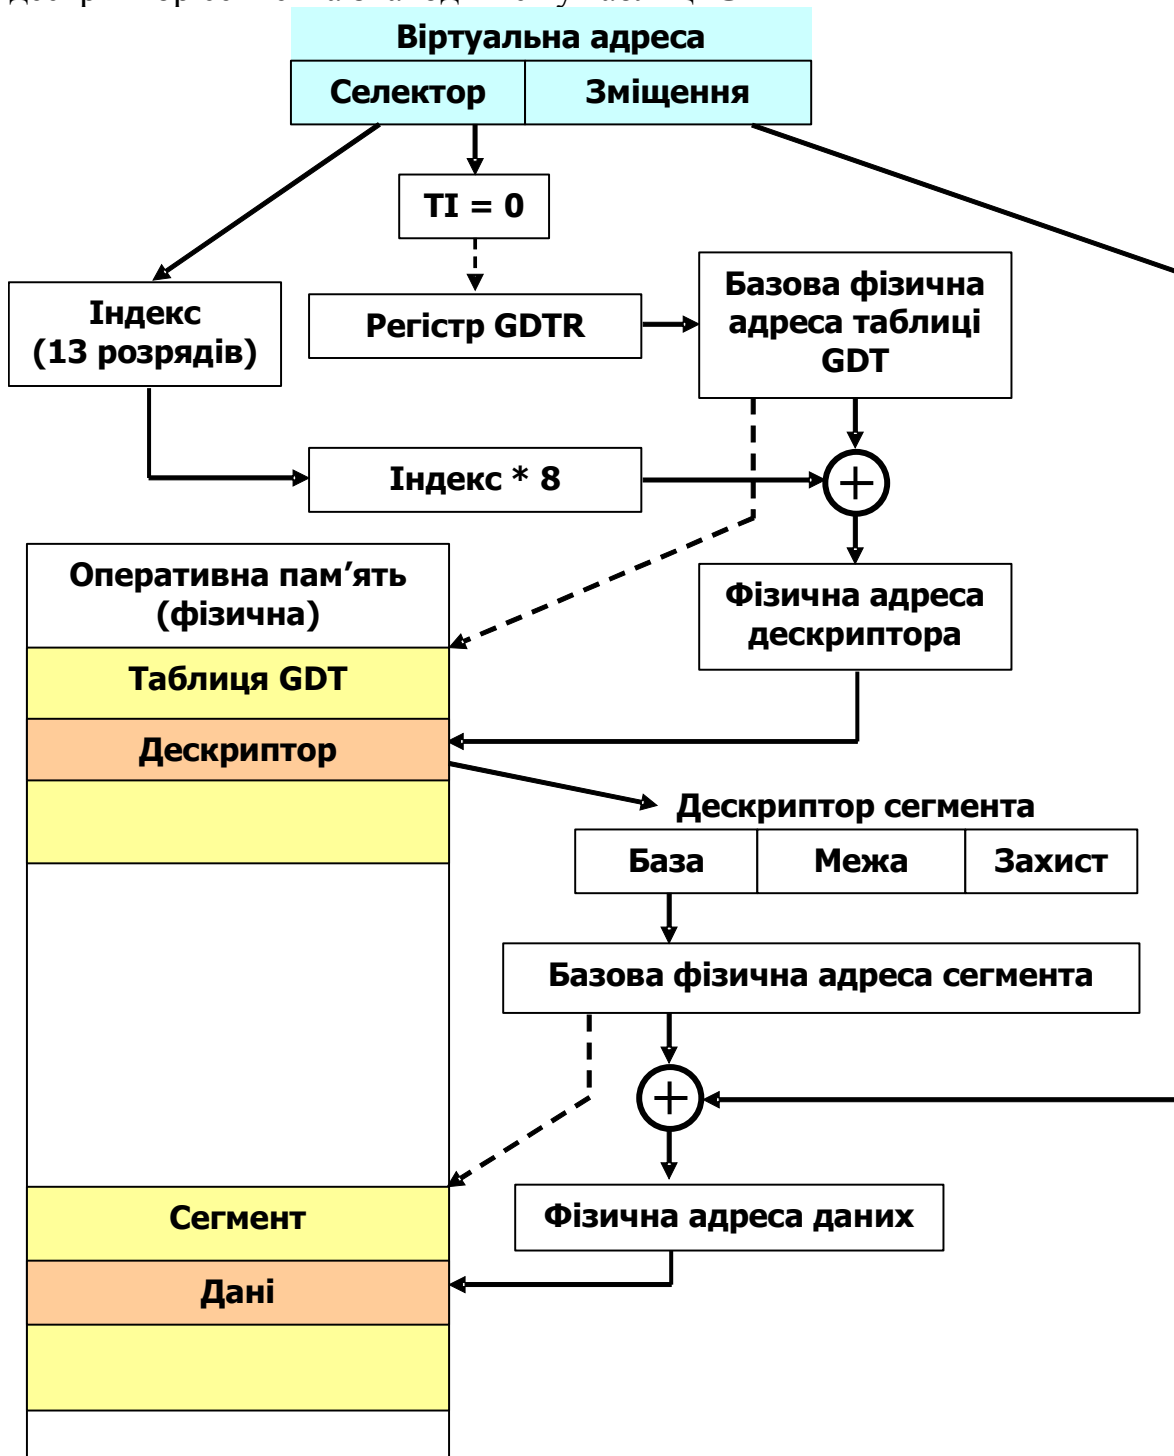 Віртуальна адреса
Селектор Зміщення
TI = 0
Індекс
(13 розрядів)
Регістр GDTR
Базова фізична
адреса таблиці
GDT
Індекс * 8
+
Оперативна пам’ять
(фізична)
Фізична адреса
дескриптора
Таблиця GDT
Дескриптор
Дескриптор сегмента
База Межа Захист
Базова фізична адреса сегмента
+
Сегмент
Фізична адреса даних
Дані